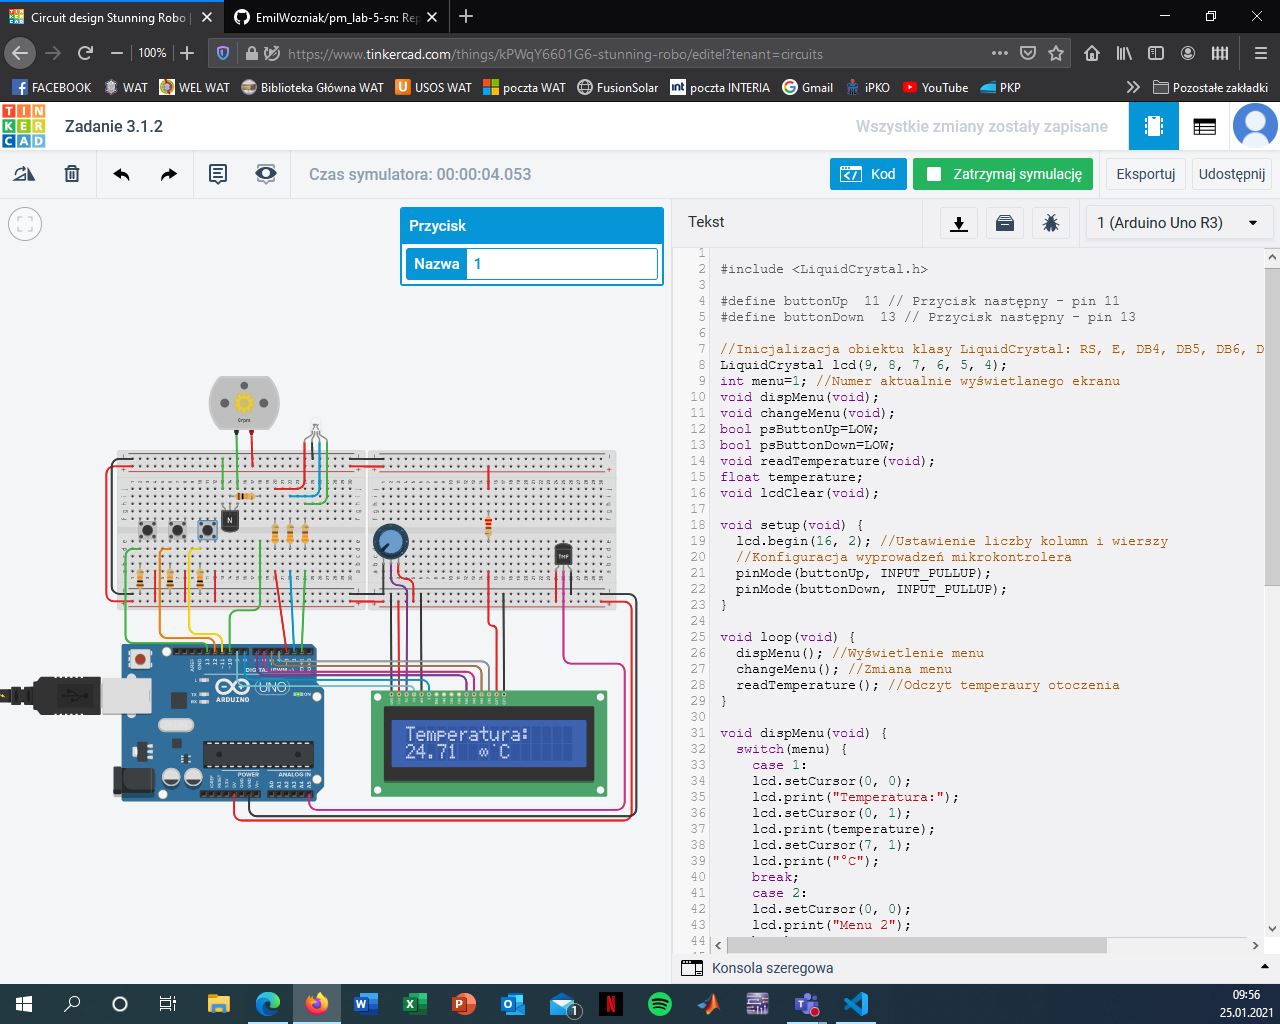 Circuit design Stunning Robo |
EmilWozniak/pm_lab-5-sn: Rep
100%
https://www.tinkercad.com/things/kPWqY6601G6-stunning-robo/editel?tenant=circuits
FACEBOOK
WAT
WEL WAT
Biblioteka Główna WAT
USOS WAT
poczta WAT
FusionSolar
int poczta INTERIA
Gmail
iPKO
YouTube
PKP
Pozostałe zakładki
TIN
KER
CAD
Zadanie 3.1.2
Wszystkie zmiany zostały zapisane
Czas symulatora: 00:00:04.053
Kod
Zatrzymaj symulację
Eksportuj
Udostępnij
Przycisk
Nazwa 1
Tekst
1 (Arduino Uno R3)
1
2 #include <LiquidCrystal.h>
3
4 #define buttonUp  11 // Przycisk następny - pin 11
5 #define buttonDown  13 // Przycisk następny - pin 13
6
7 //Inicjalizacja obiektu klasy LiquidCrystal: RS, E, DB4, DB5, DB6, D
8 LiquidCrystal lcd(9, 8, 7, 6, 5, 4);
9 int menu=1; //Numer aktualnie wyświetlanego ekranu
10 void dispMenu(void);
11 void changeMenu(void);
12 bool psButtonUp=LOW;
13 bool psButtonDown=LOW;
14 void readTemperature(void);
15 float temperature;
16 void lcdClear(void);
17
18 void setup(void) {
19 lcd.begin(16, 2); //Ustawienie liczby kolumn i wierszy
20 //Konfiguracja wyprowadzeń mikrokontrolera
21 pinMode(buttonUp, INPUT_PULLUP);
22 pinMode(buttonDown, INPUT_PULLUP);
23 }
24
25 void loop(void) {
26 dispMenu(); //Wyświetlenie menu
27 changeMenu(); //Zmiana menu
28 readTemperature(); //Odczyt temperaury otoczenia
29 }
30
31 void dispMenu(void) {
32 switch(menu) {
33 case 1:
34 lcd.setCursor(0, 0);
35 lcd.print("Temperatura:");
36 lcd.setCursor(0, 1);
37 lcd.print(temperature);
38 lcd.setCursor(7, 1);
39 lcd.print("°C");
40 break;
41 case 2:
42 lcd.setCursor(0, 0);
43 lcd.print("Menu 2");
44
0rpm
N
TMP
DIGITAL
UNO
ARDUINO
TX
RX
L
ON
POWER
ANALOG IN
Temperatura:
24.71
Konsola szeregowa
1
09:56
25.01.2021